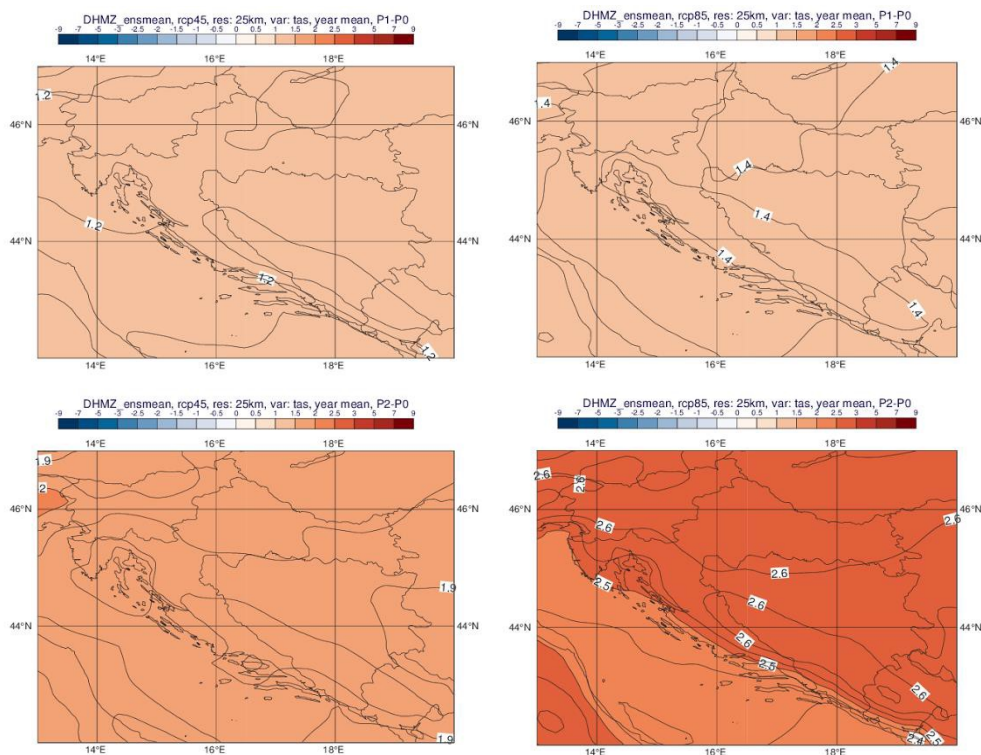 DHMZ_ensmean, rcp45, res: 25km, var: tas, year mean, P1-P0
-9 -7 -5 -3 -2.5 -2 -1.5 -1 -0.5 0 0.5 1 1.5 2 2.5 3 5 7 9
14°E 16°E 18°E
1.2
46°N
1.2
44°N
1.2
1.2
14°E 16°E 18°E
DHMZ_ensmean, rcp85, res: 25km, var: tas, year mean, P1-P0
-9 -7 -5 -3 -2.5 -2 -1.5 -1 -0.5 0 0.5 1 1.5 2 2.5 3 5 7 9
14°E 16°E 18°E
1.4
1.4
46°N 46°N
1.4
1.4
44°N 44°N
1.4
1.4
14°E 16°E 18°E
DHMZ_ensmean, rcp45, res: 25km, var: tas, year mean, P2-P0
-9 -7 -5 -3 -2.5 -2 -1.5 -1 -0.5 0 0.5 1 1.5 2 2.5 3 5 7 9
14°E 16°E 18°E
1.9
2
46°N
1.9
44°N
1.9
14°E 16°E 18°E
DHMZ_ensmean, rcp85, res: 25km, var: tas, year mean, P2-P0
-9 -7 -5 -3 -2.5 -2 -1.5 -1 -0.5 0 0.5 1 1.5 2 2.5 3 5 7 9
14°E 16°E 18°E
2.6
2.6
46°N 46°N
2.6
2.6
2.6
2.5
2.6
44°N 44°N
2.6
2.5
2.6
2.4
2.5
14°E 16°E 18°E